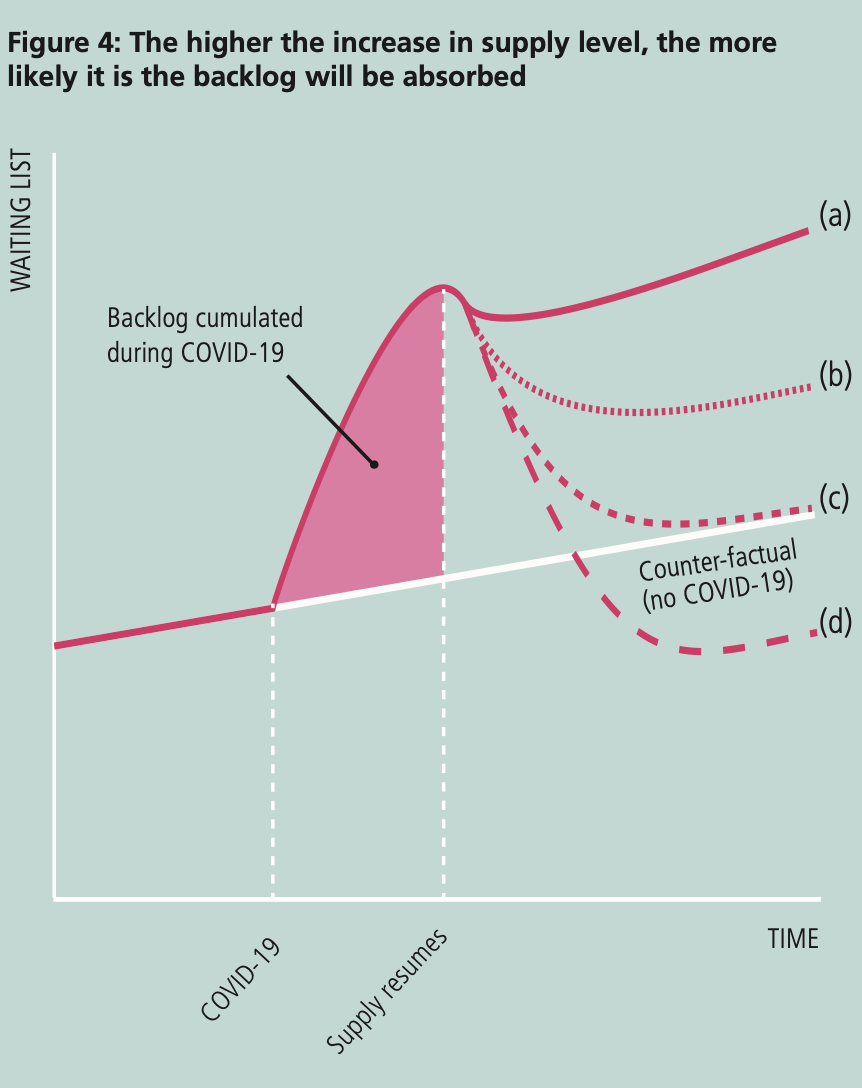 Figure 4: The higher the increase in supply level, the more
likely it is the backlog will be absorbed
WAITING LIST
(a)
Backlog cumulated
during COVID-19
(b)
(c)
Counter-factual
(no COVID-19)
(d)
TIME
COVID-19
Supply resumes